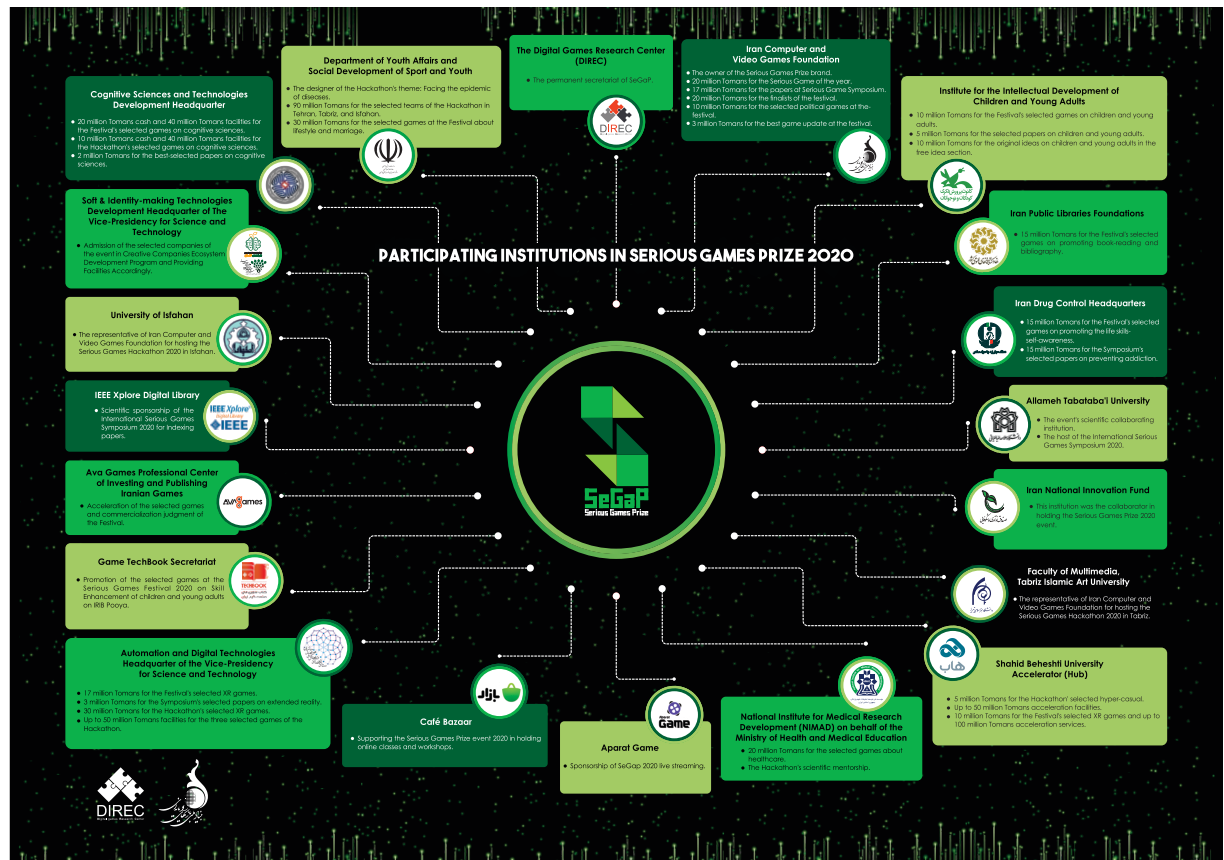 The Digital Games Research Center
(DIREC)
● The permanent secretariat of SeGaP.
DIREC
Iran Computer and
Video Games Foundation
● The owner of the Serious Games Prize brand.
● 20 million Tomans for the Serious Game of the year.
● 17 million Tomans for the papers at Serious Game Symposium.
● 20 million Tomans for the finalists of the festival.
● 10 million Tomans for the selected political games at the-
festival.
● 3 million Tomans for the best game update at the festival.
Department of Youth Affairs and
Social Development of Sport and Youth
● The designer of the Hackathon's theme; Facing the epidemic
of diseases.
● 90 million Tomans for the selected teams of the Hackathon in
Tehran, Tabriz, and Isfahan.
● 30 million Tomans for the selected games at the Festival about
lifestyle and marriage.
Cognitive Sciences and Technologies
Development Headquarter
● 20 million Tomans cash and 40 million Tomans facilities for
the Festival's selected games on cognitive sciences.
● 10 million Tomans cash and 40 million Tomans facilities for
the Hackathon's selected games on cognitive sciences.
● 2 million Tomans for the best-selected papers on cognitive
sciences.
Institute for the Intellectual Development of
Children and Young Adults
● 10 million Tomans for the Festival's selected games on children and young
adults.
● 5 million Tomans for the selected papers on children and young adults.
● 10 million Tomans for the original ideas on children and young adults in the
free idea section.
کانون پرورش فکری
کودکان و نوجوانان
Soft & Identity-making Technologies
Development Headquarter of The
Vice-Presidency for Science and
Technology
● Admission of the selected companies of
the event in Creative Companies Ecosystem
Development Program and Providing
Facilities Accordingly.
Iran Public Libraries Foundations
● 15 million Tomans for the Festival's selected
games on promoting book-reading and
bibliography.
PARTICIPATING INSTITUTIONS IN SERIOUS GAMES PRIZE 2020
University of Isfahan
● The representative of Iran Computer and
Video Games Foundation for hosting the
Serious Games Hackathon 2020 in Isfahan.
Iran Drug Control Headquarters
● 15 million Tomans for the Festival's selected
games on promoting the life skills-
self-awareness.
● 15 million Tomans for the Symposium's
selected papers on preventing addiction.
IEEE Xplore Digital Library
● Scientific sponsorship of the
International Serious Games
Symposium 2020 for indexing
papers.
IEEE Xplore®
Digital Library
IEEE
Allameh Tabataba'i University
● The event's scientific collaborating
institution.
● The host of the International Serious
Games Symposium 2020.
SeGaP
Serious Games Prize
Ava Games Professional Center
of Investing and Publishing
Iranian Games
● Acceleration of the selected games
and commercialization judgment of
the Festival.
AVAGames
Iran National Innovation Fund
● This institution was the collaborator in
holding the Serious Games Prize 2020
event.
Game TechBook Secretariat
● Promotion of the selected games at the
Serious Games Festival 2020 on Skill
Enhancement of children and young adults
on IRIB Pooya.
TECHBOOK
Faculty of Multimedia,
Tabriz Islamic Art University
● The representative of Iran Computer and
Video Games Foundation for hosting the
Serious Games Hackathon 2020 in Tabriz.
Automation and Digital Technologies
Headquarter of the Vice-Presidency
for Science and Technology
● 17 million Tomans for the Festival's selected XR games.
● 3 million Tomans for the Symposium's selected papers on extended reality.
● 30 million Tomans for the Hackathon's selected XR games.
● Up to 50 million Tomans facilities for the three selected games of the
Hackathon.
هاب
Shahid Beheshti University
Accelerator (Hub)
● 5 million Tomans for the Hackathon' selected hyper-casual.
● Up to 50 million Tomans acceleration facilities.
● 10 million Tomans for the Festival's selected XR games and up to
100 million Tomans acceleration services.
بازار
Café Bazaar
● Supporting the Serious Games Prize event 2020 in holding
online classes and workshops.
Aparat
Game
Aparat Game
● Sponsorship of SeGap 2020 live streaming.
National Institute for Medical Research
Development (NIMAD) on behalf of the
Ministry of Health and Medical Education
● 20 million Tomans for the selected games about
healthcare.
● The Hackathon's scientific mentorship.
DIREC
Digital Games Research Center